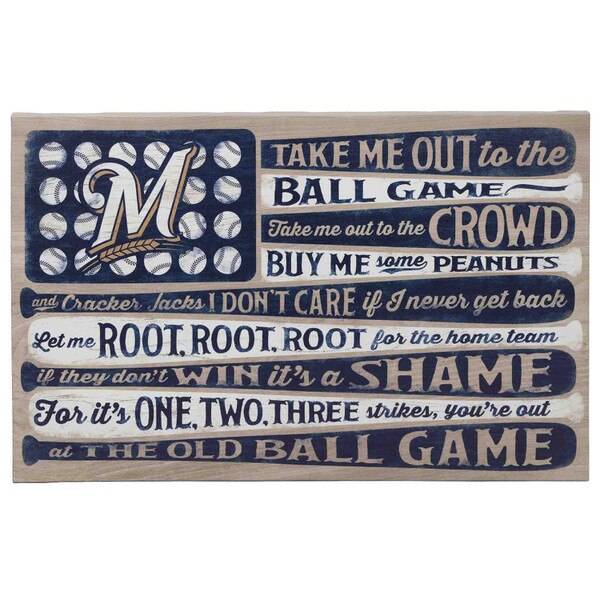 M
TAKE ME OUT to the
BALL GAME
Take me out to the CROWD
BUY ME some PEANUTS
and Cracker Jacks I DON'T CARE if I never get back
Let me ROOT, ROOT, ROOT for the home team
if they don't WIN it's a SHAME
For it's ONE, TWO, THREE strikes, you're out
at THE OLD BALL GAME